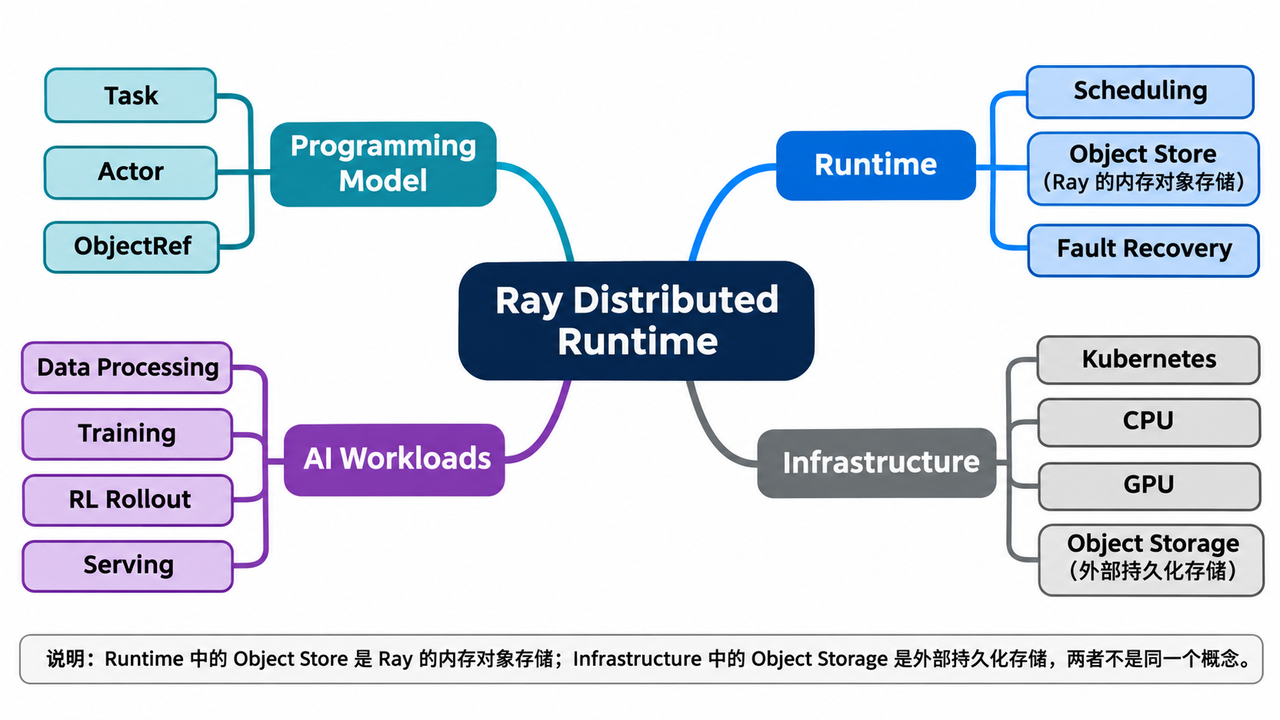 Task
Actor
ObjectRef
Programming
Model
Runtime
Scheduling
Object Store
（Ray 的内存对象存储）
Fault Recovery
Ray Distributed
Runtime
Data Processing
Training
RL Rollout
Serving
AI Workloads
Infrastructure
Kubernetes
CPU
GPU
Object Storage
（外部持久化存储）
说明：Runtime 中的 Object Store 是 Ray 的内存对象存储；Infrastructure 中的 Object Storage 是外部持久化存储，两者不是同一个概念。